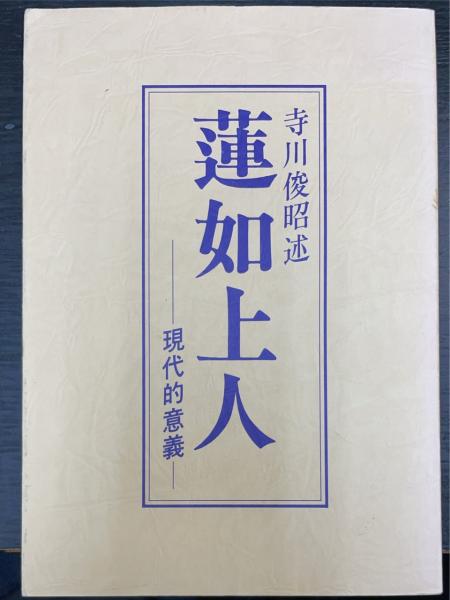 寺川俊昭述
蓮如上人
―現代的意義―